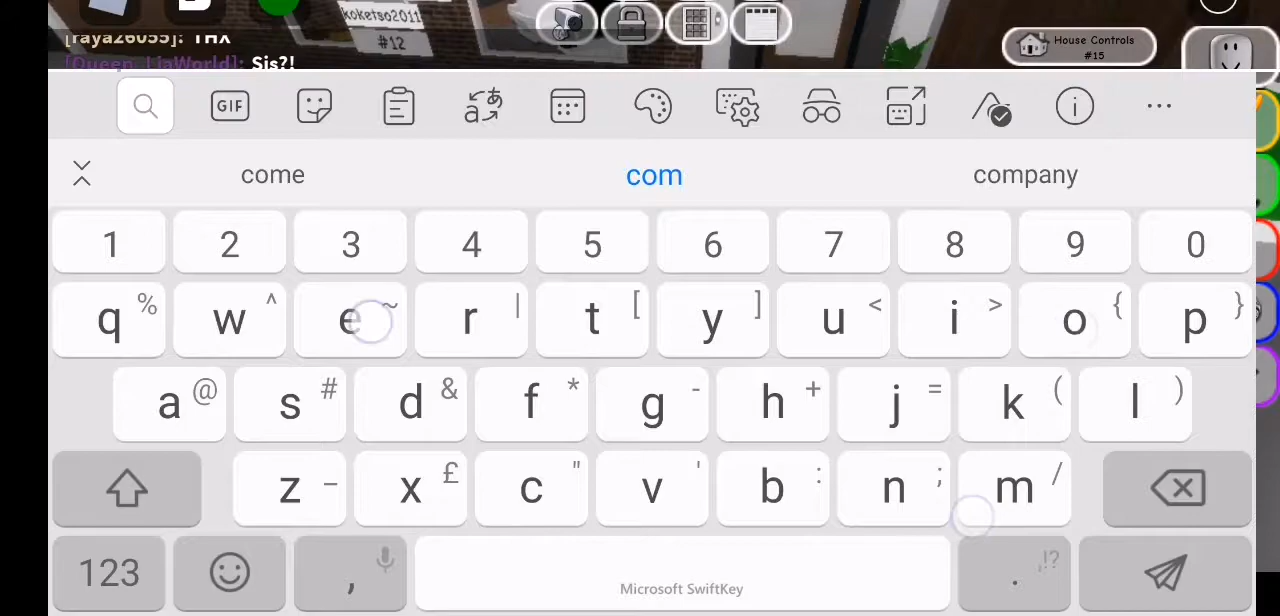 koketso2011
#12
[raya26055]: THX
[Queen_LiaWorld]: Sis?!
House Controls
#15
GIF
come com company
1 2 3 4 5 6 7 8 9 0
q % w ^ e ~ r | t [ y ] u < i > o { p }
a @ s # d & f * g - h + j = k ( l )
z _ x £ c " v ' b : n ; m /
123 , Microsoft SwiftKey . ,!?